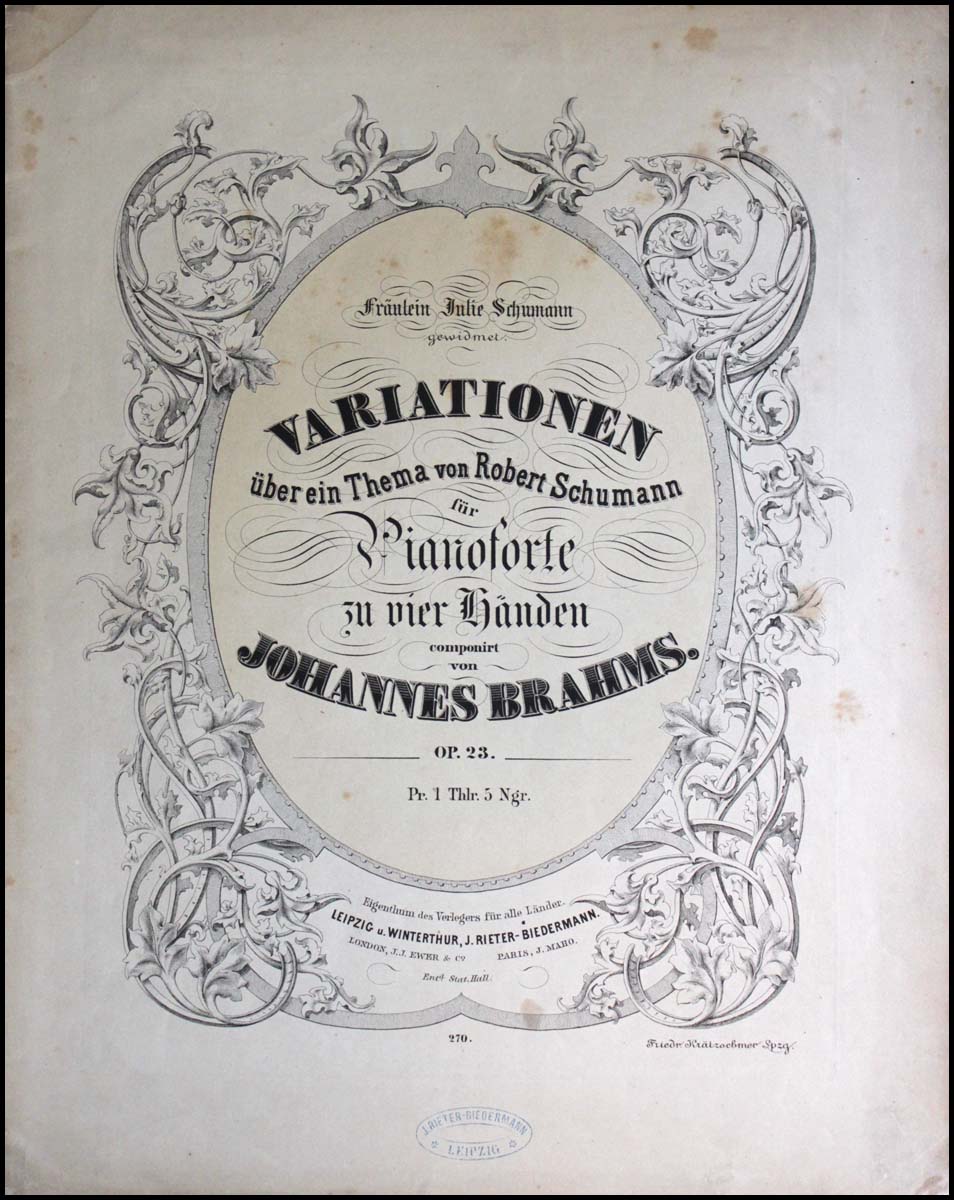 Fräulein Julie Schumann
gewidmet.
VARIATIONEN
über ein Thema von Robert Schumann
für
Pianoforte
zu vier Händen
componirt
von
JOHANNES BRAHMS.
OP. 23.
Pr. 1 Thlr. 5 Ngr.
Eigenthum des Verlegers für alle Länder.
LEIPZIG u. WINTERTHUR, J. RIETER-BIEDERMANN.
LONDON, J.J. EWER & Co PARIS, J. MAHO.
Entd Stat. Hall.
270.
Friedr. Krätzschmer Lpzg.
J. RIETER-BIEDERMANN
LEIPZIG